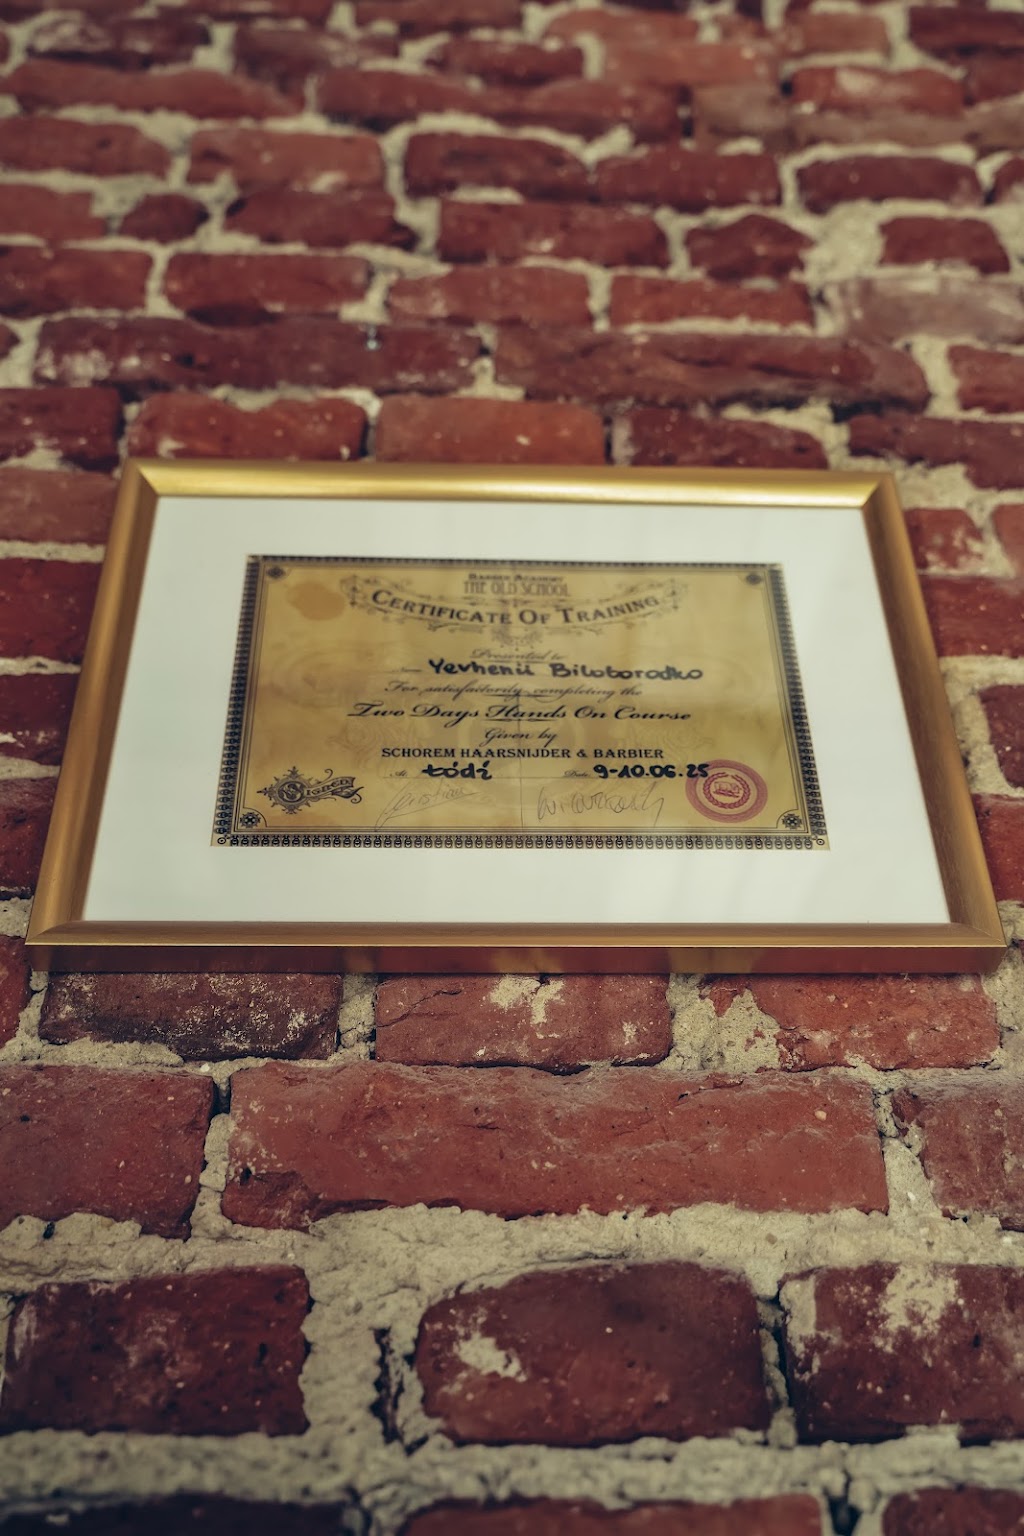 BARBER ACADEMY
THE OLD SCHOOL
CERTIFICATE OF TRAINING
Presented to
Name Yevhenii Biloborodko
For satisfactorily completing the
Two Days Hands On Course
Given by
SCHOREM HAARSNIJDER & BARBIER
At Łódź Date 9-10.06.25
SIGNED